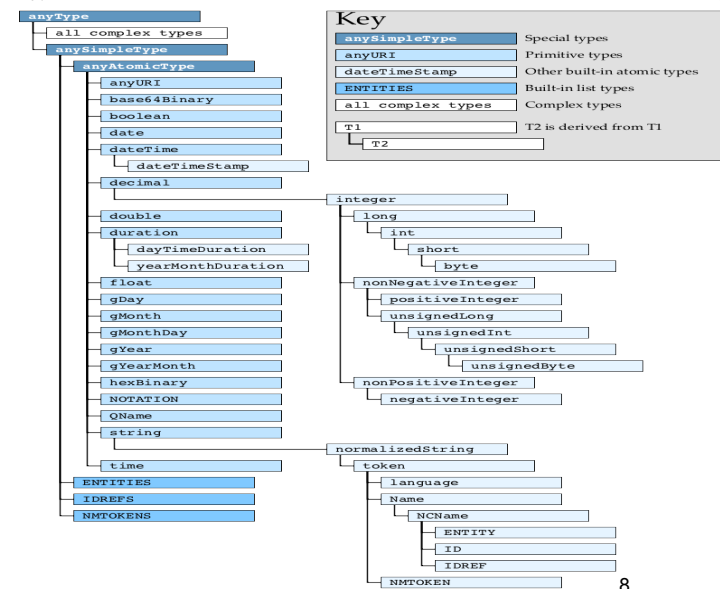 anyType
all complex types
anySimpleType
anyAtomicType
anyURI
base64Binary
boolean
date
dateTime
dateTimeStamp
decimal
double
duration
dayTimeDuration
yearMonthDuration
float
gDay
gMonth
gMonthDay
gYear
gYearMonth
hexBinary
NOTATION
QName
string
time
ENTITIES
IDREFS
NMTOKENS
Key
anySimpleType Special types
anyURI Primitive types
dateTimeStamp Other built-in atomic types
ENTITIES Built-in list types
all complex types Complex types
T1 T2 is derived from T1
T2
integer
long
int
short
byte
nonNegativeInteger
positiveInteger
unsignedLong
unsignedInt
unsignedShort
unsignedByte
nonPositiveInteger
negativeInteger
normalizedString
token
language
Name
NCName
ENTITY
ID
IDREF
NMTOKEN
8